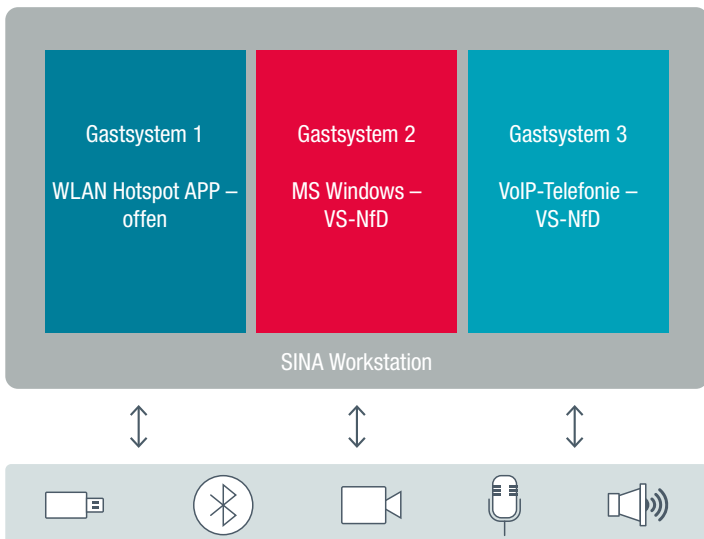 Gastsystem 1
WLAN Hotspot APP –
offen
Gastsystem 2
MS Windows –
VS-NfD
Gastsystem 3
VoIP-Telefonie –
VS-NfD
SINA Workstation